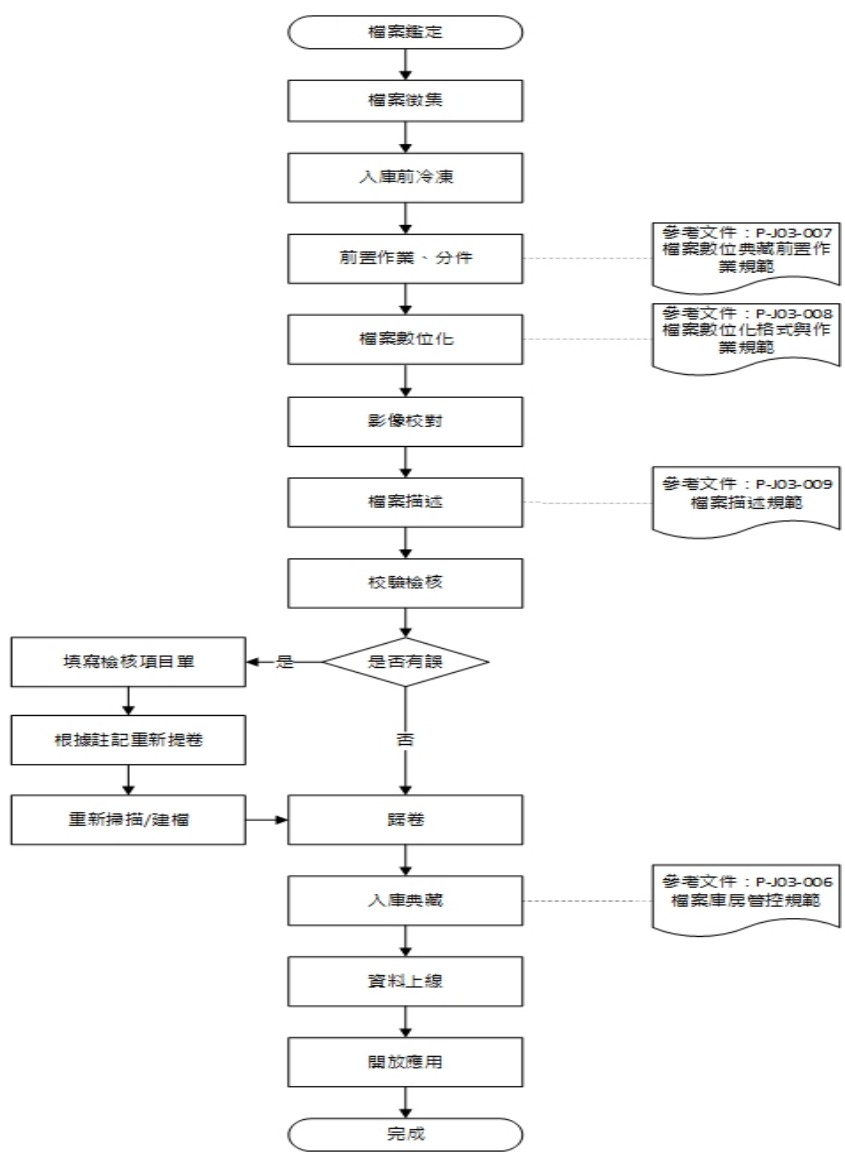 檔案鑑定
檔案徵集
入庫前冷凍
前置作業、分件
參考文件：P-J03-007
檔案數位典藏前置作
業規範
檔案數位化
參考文件：P-J03-008
檔案數位化格式與作
業規範
影像校對
檔案描述
參考文件：P-J03-009
檔案描述規範
校驗檢核
是否有誤
是
填寫檢核項目單
根據註記重新提卷
否
重新掃描/建檔
歸卷
入庫典藏
參考文件：P-J03-006
檔案庫房管控規範
資料上線
開放應用
完成